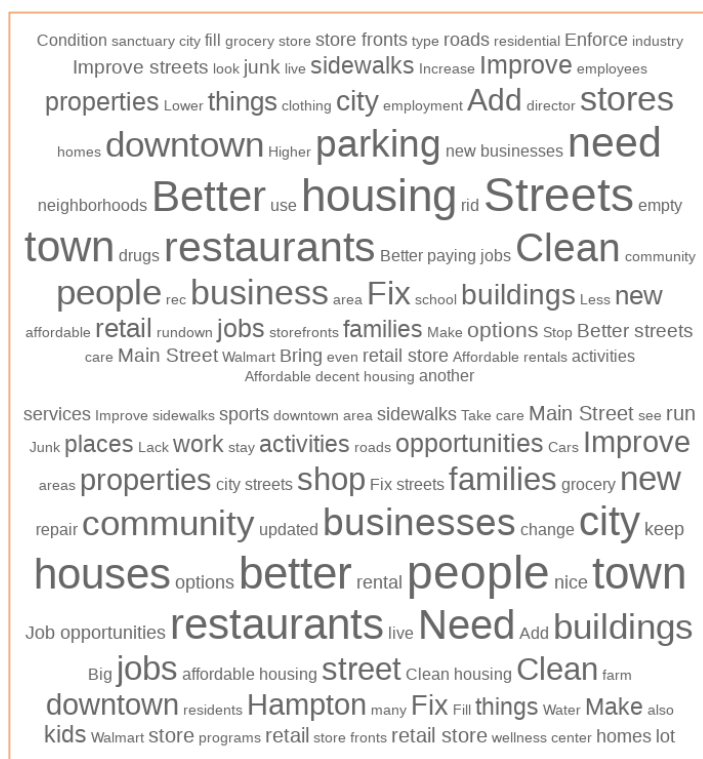 Condition sanctuary city fill grocery store store fronts type roads residential Enforce industry
Improve streets look junk live sidewalks Increase Improve employees
properties Lower things clothing city employment Add director stores
homes downtown Higher parking new businesses need
neighborhoods Better use housing rid Streets empty
town drugs restaurants Better paying jobs Clean community
people rec business area Fix school buildings Less new
affordable retail rundown jobs storefronts families Make options Stop Better streets
care Main Street Walmart Bring even retail store Affordable rentals activities
Affordable decent housing another
services Improve sidewalks sports downtown area sidewalks Take care Main Street see run
Junk places Lack work stay activities roads opportunities Cars Improve
areas properties city streets shop Fix streets families grocery new
repair community updated businesses change city keep
houses options better rental people nice town
Job opportunities restaurants live Need Add buildings
Big jobs affordable housing street Clean housing Clean farm
downtown residents Hampton many Fix Fill things Water Make also
kids Walmart store programs retail store fronts retail store wellness center homes lot